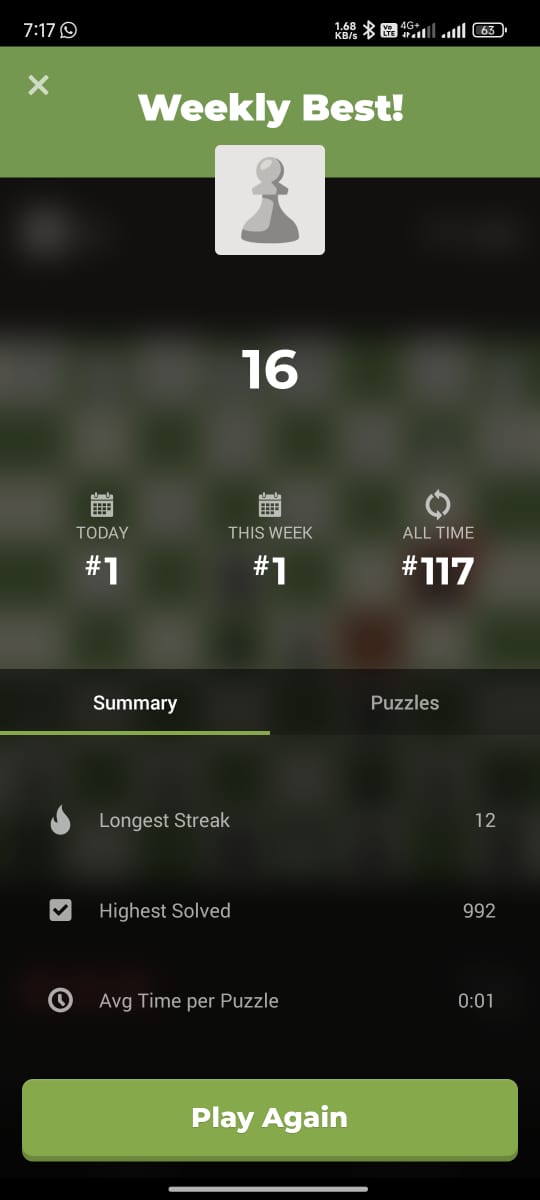 7:17
1.68 KB/s
Vo LTE
4G+
63
Weekly Best!
16
TODAY
THIS WEEK
ALL TIME
#1
#1
#117
Summary
Puzzles
Longest Streak 12
Highest Solved 992
Avg Time per Puzzle 0:01
Play Again